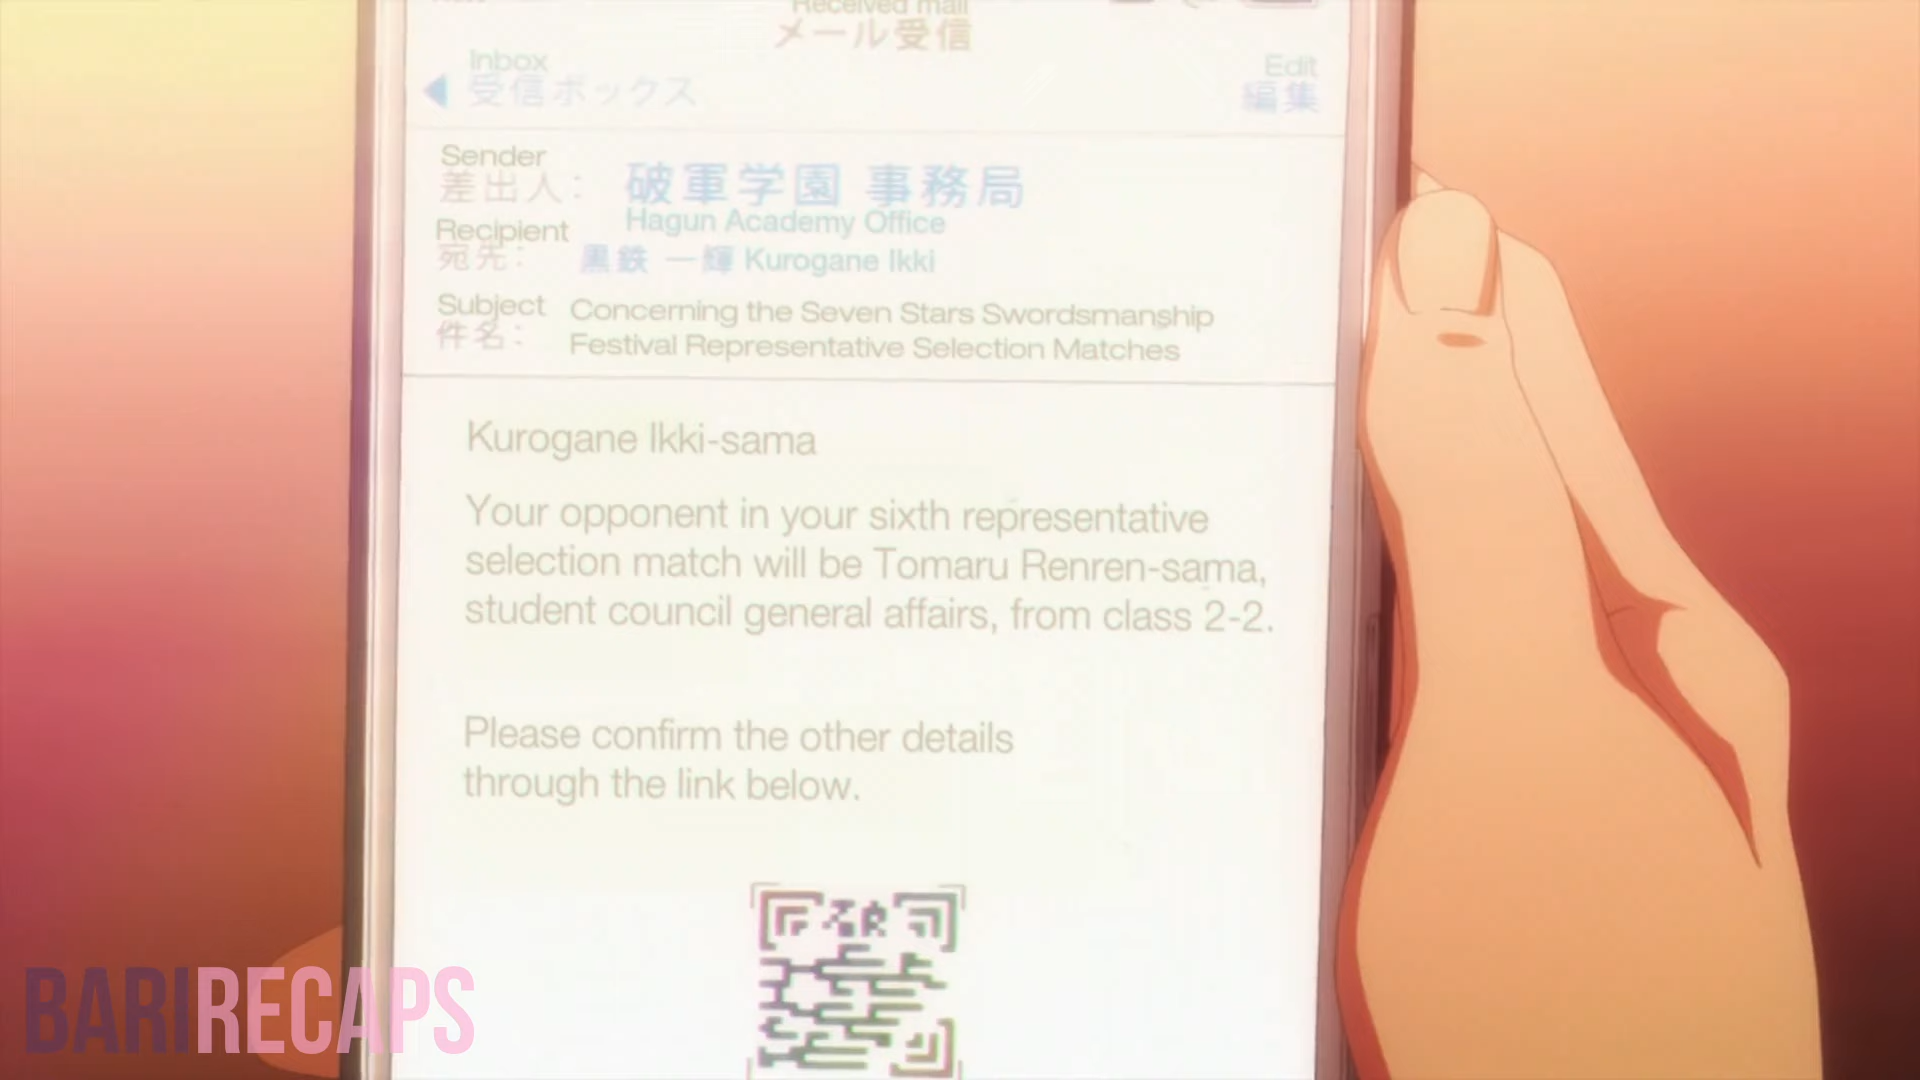 Received mail
メール受信
Inbox
受信ボックス
Edit
編集
Sender
差出人: 破軍学園 事務局
Hagun Academy Office
Recipient
宛先: 黒鉄 一輝 Kurogane Ikki
Subject
件名: Concerning the Seven Stars Swordsmanship
Festival Representative Selection Matches
Kurogane Ikki-sama
Your opponent in your sixth representative
selection match will be Tomaru Renren-sama,
student council general affairs, from class 2-2.
Please confirm the other details
through the link below.
BARIRECAPS